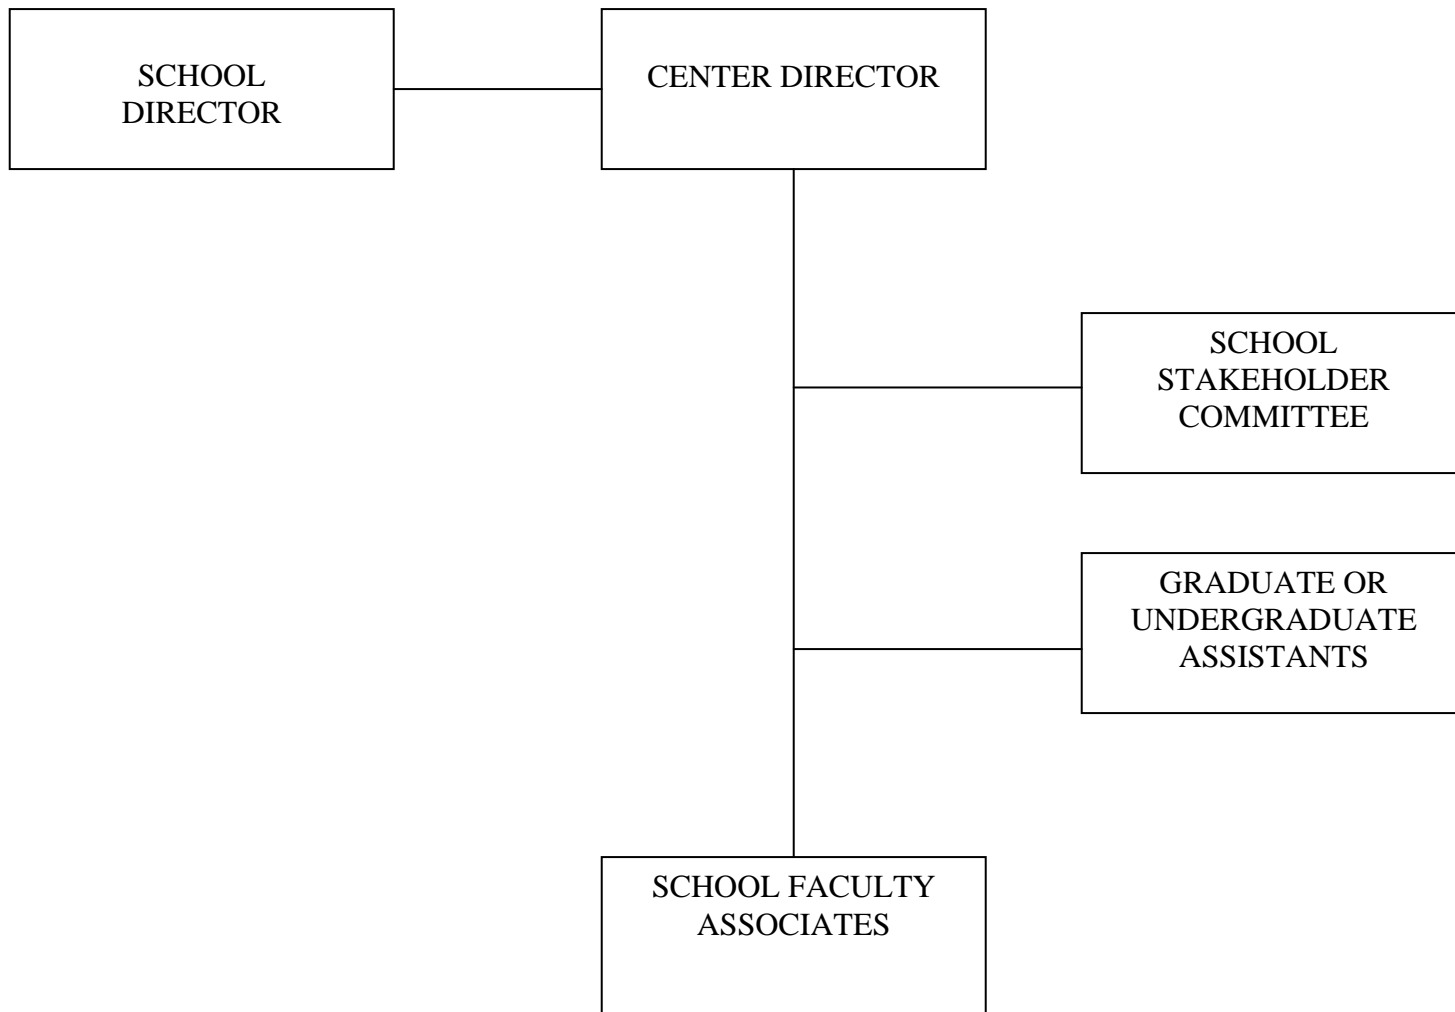 SCHOOL
DIRECTOR
CENTER DIRECTOR
SCHOOL
STAKEHOLDER
COMMITTEE
GRADUATE OR
UNDERGRADUATE
ASSISTANTS
SCHOOL FACULTY
ASSOCIATES